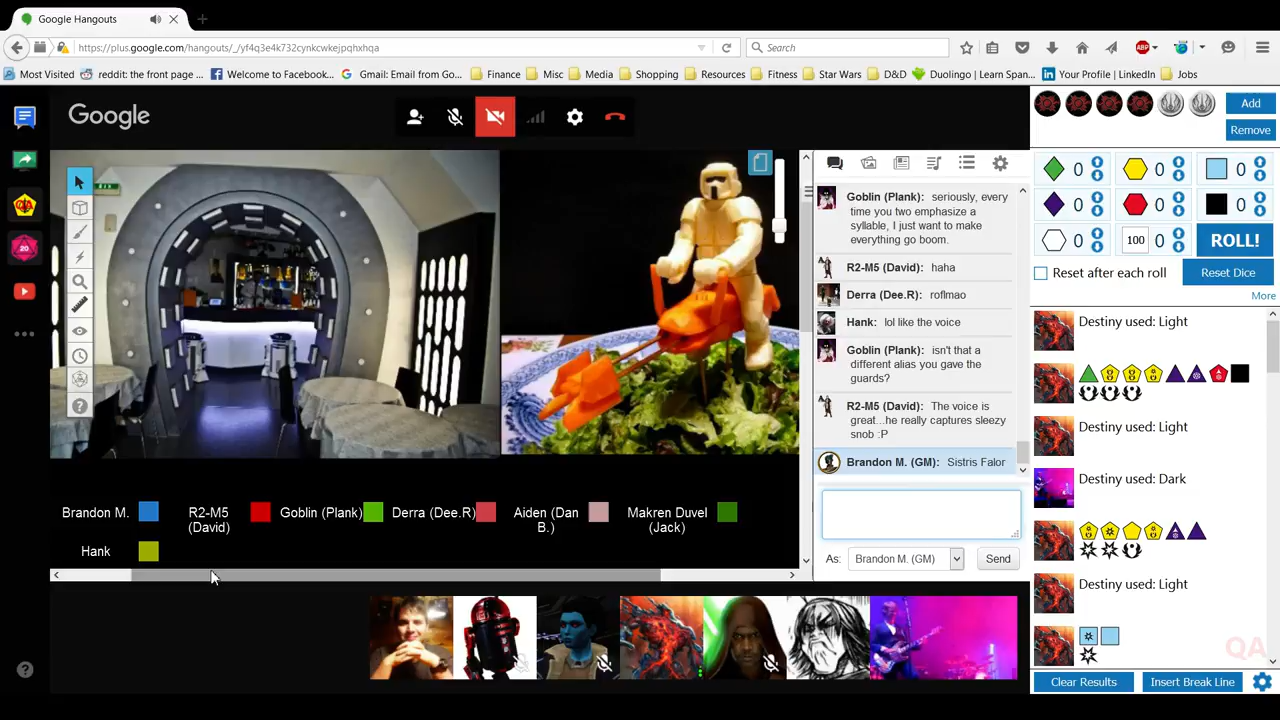 Google Hangouts
https://plus.google.com/hangouts/_/yf4q3e4k732cynkcwkejpqhxhqa
Search
ABP
Most Visited
reddit: the front page ...
Welcome to Facebook...
Gmail: Email from Go...
Finance
Misc
Media
Shopping
Resources
Fitness
Star Wars
D&D
Duolingo | Learn Span...
Your Profile | LinkedIn
Jobs
Google
Goblin (Plank): seriously, every
time you two emphasize a
syllable, I just want to make
everything go boom.
R2-M5 (David): haha
Derra (Dee.R): roflmao
Hank: lol like the voice
Goblin (Plank): isn't that a
different alias you gave the
guards?
R2-M5 (David): The voice is
great...he really captures sleezy
snob :P
Brandon M. (GM): Sistris Falor
As:
Brandon M. (GM)
Send
Brandon M.
R2-M5
(David)
Goblin (Plank)
Derra (Dee.R)
Aiden (Dan
B.)
Makren Duvel
(Jack)
Hank
Add
Remove
0
0
0
0
0
0
0
100
0
ROLL!
Reset after each roll
Reset Dice
More
Destiny used: Light
Destiny used: Light
Destiny used: Dark
Destiny used: Light
QA
Clear Results
Insert Break Line
20